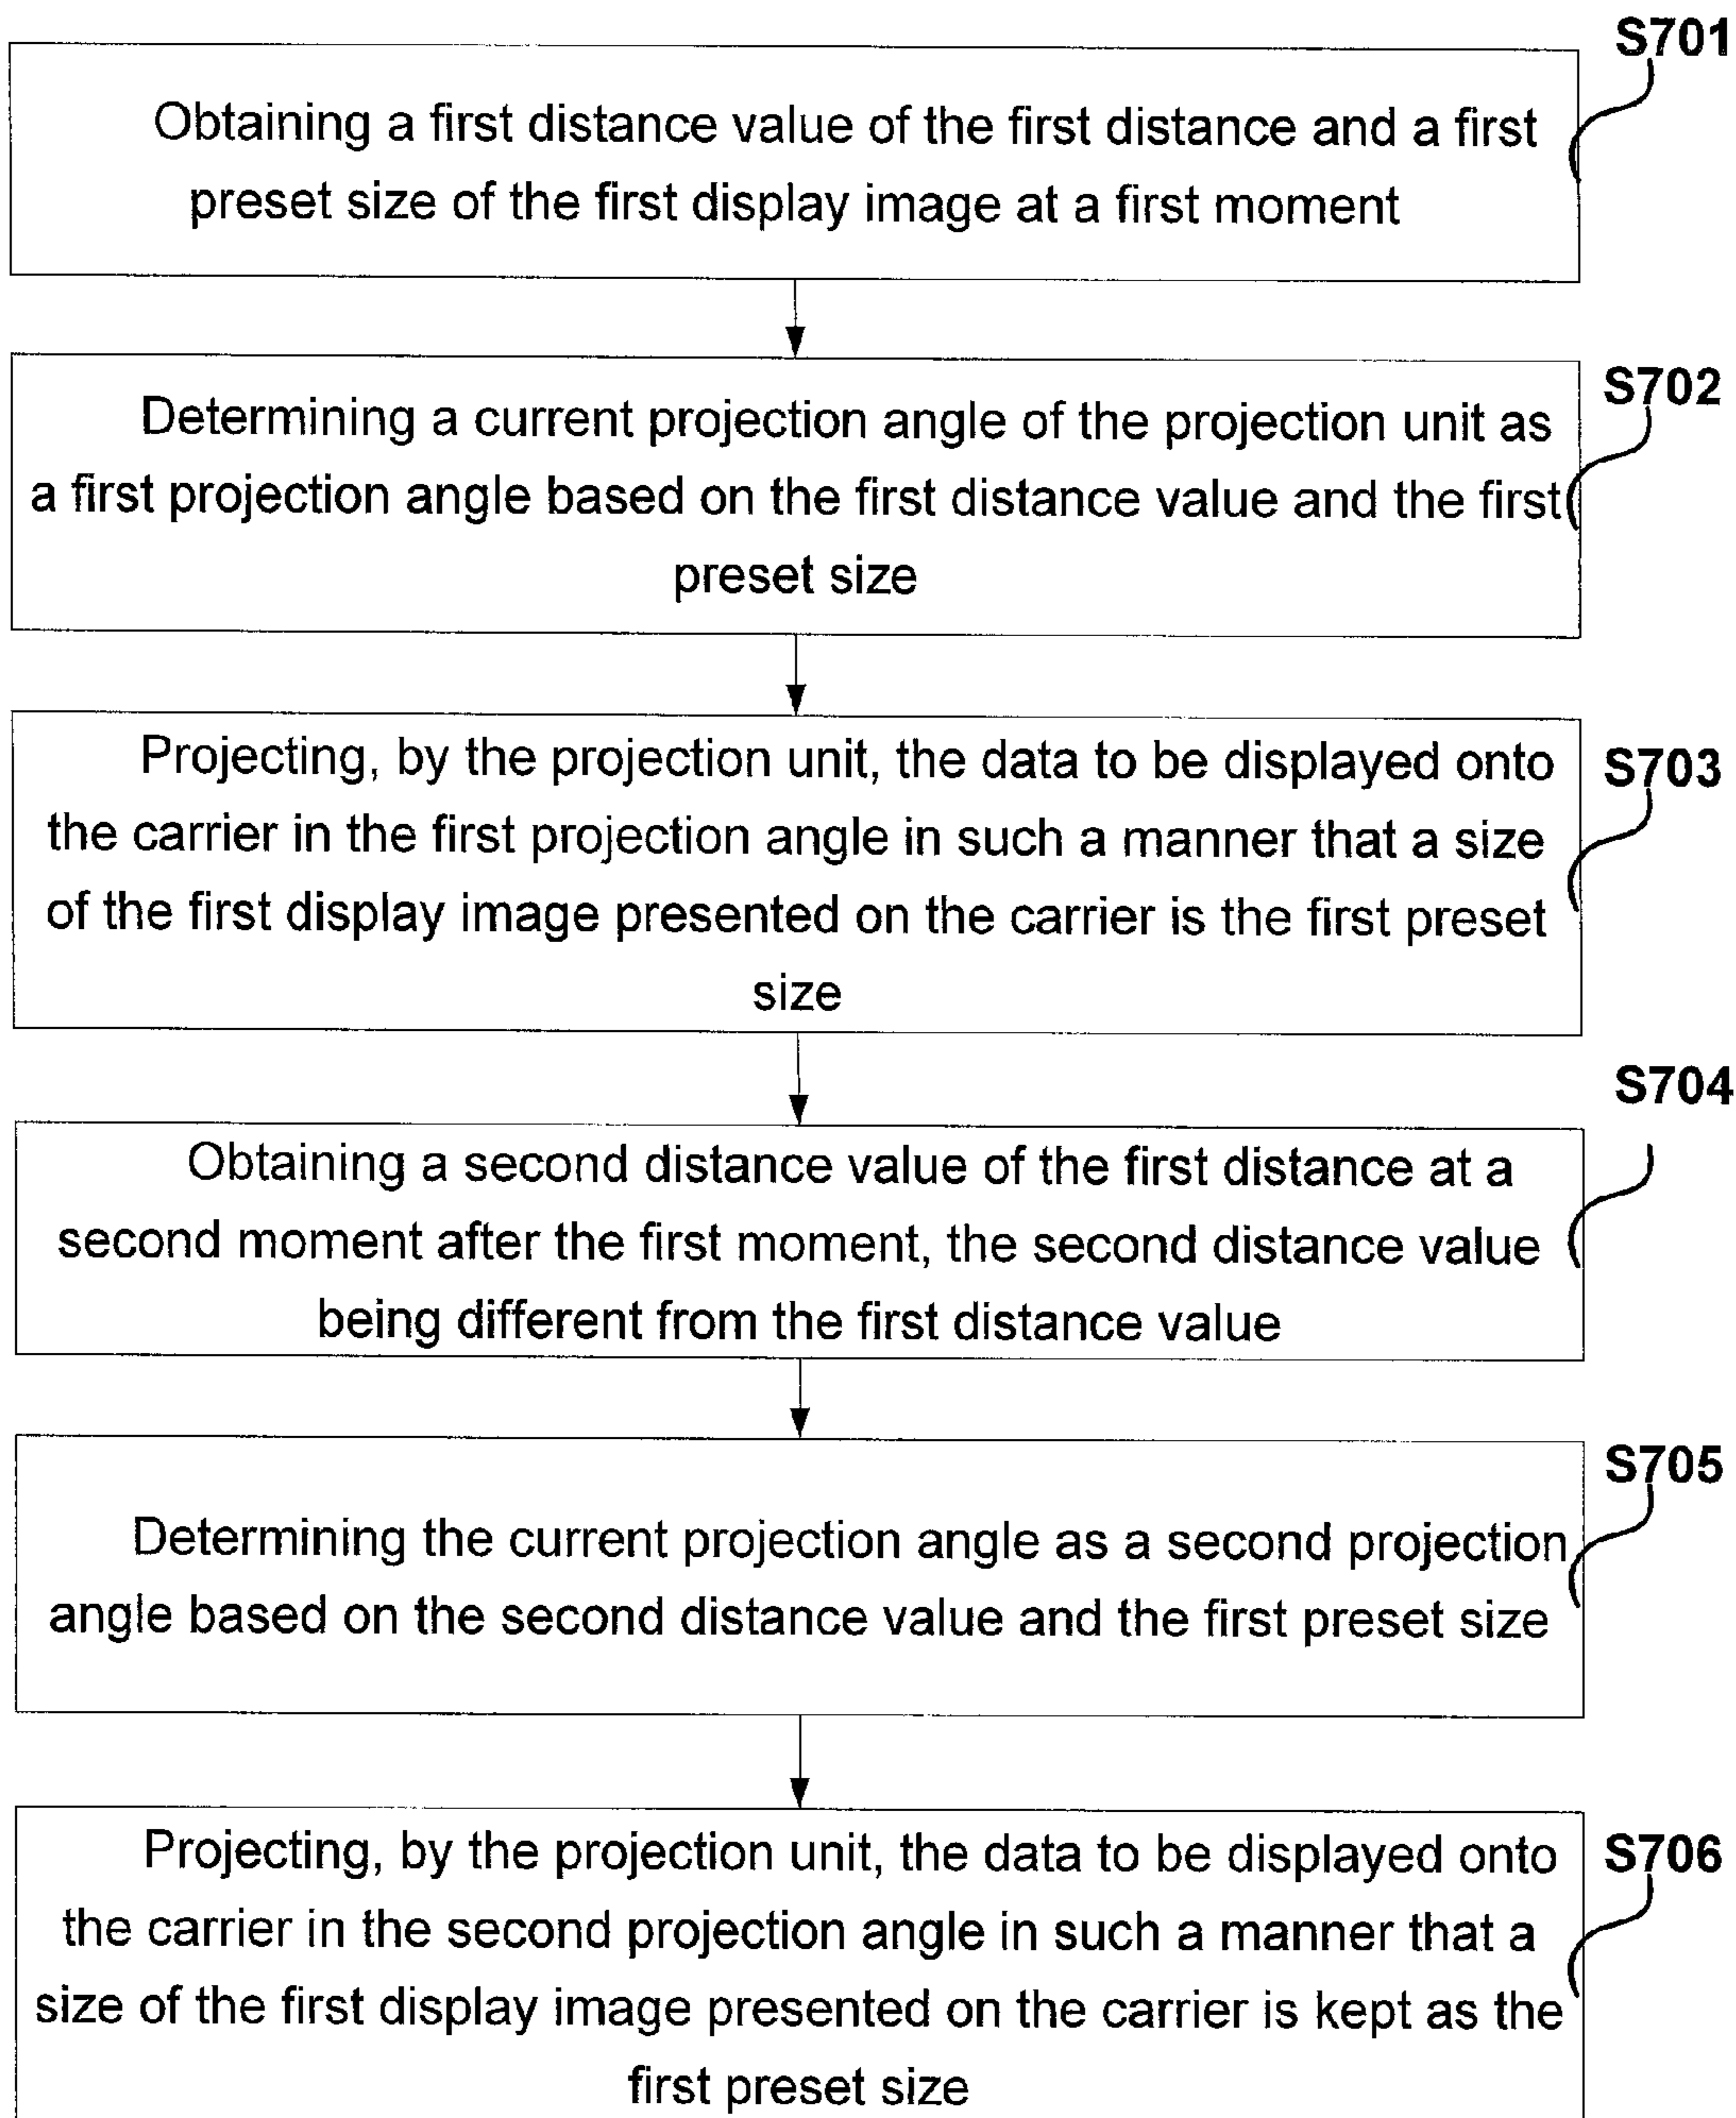 S701
Obtaining a first distance value of the first distance and a first
preset size of the first display image at a first moment
S702
Determining a current projection angle of the projection unit as
a first projection angle based on the first distance value and the first
preset size
S703
Projecting, by the projection unit, the data to be displayed onto
the carrier in the first projection angle in such a manner that a size
of the first display image presented on the carrier is the first preset
size
S704
Obtaining a second distance value of the first distance at a
second moment after the first moment, the second distance value
being different from the first distance value
S705
Determining the current projection angle as a second projection
angle based on the second distance value and the first preset size
S706
Projecting, by the projection unit, the data to be displayed onto
the carrier in the second projection angle in such a manner that a
size of the first display image presented on the carrier is kept as the
first preset size